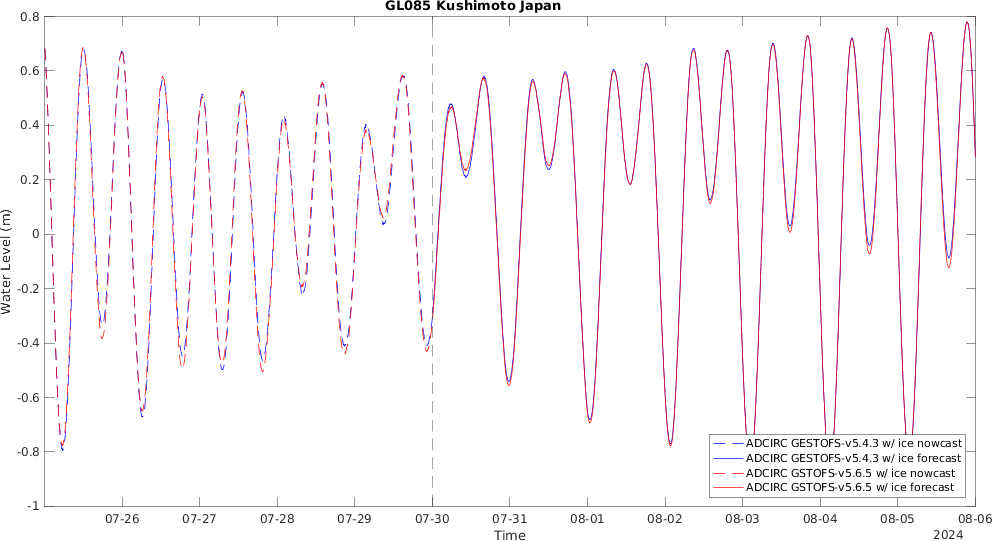 GL085 Kushimoto Japan
0.8
0.6
0.4
0.2
0
-0.2
-0.4
-0.6
-0.8
-1
Water Level (m)
ADCIRC GESTOFS-v5.4.3 w/ ice nowcast
ADCIRC GESTOFS-v5.4.3 w/ ice forecast
ADCIRC GSTOFS-v5.6.5 w/ ice nowcast
ADCIRC GSTOFS-v5.6.5 w/ ice forecast
07-26 07-27 07-28 07-29 07-30 07-31 08-01 08-02 08-03 08-04 08-05 08-06
Time
2024